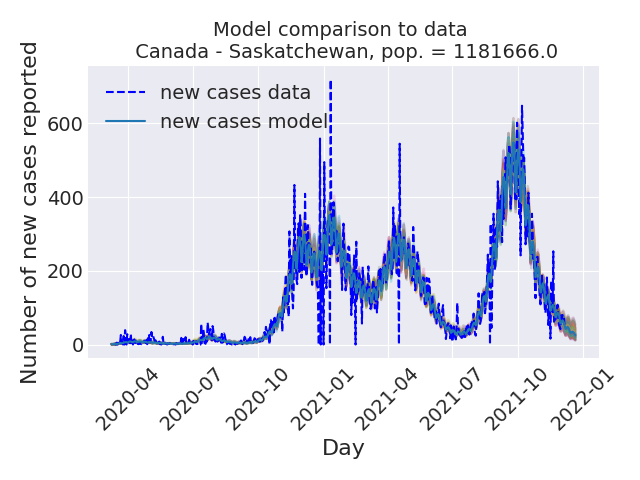 Model comparison to data
Canada - Saskatchewan, pop. = 1181666.0
new cases data
new cases model
Number of new cases reported
600
400
200
0
2020-04
2020-07
2020-10
2021-01
2021-04
2021-07
2021-10
2022-01
Day